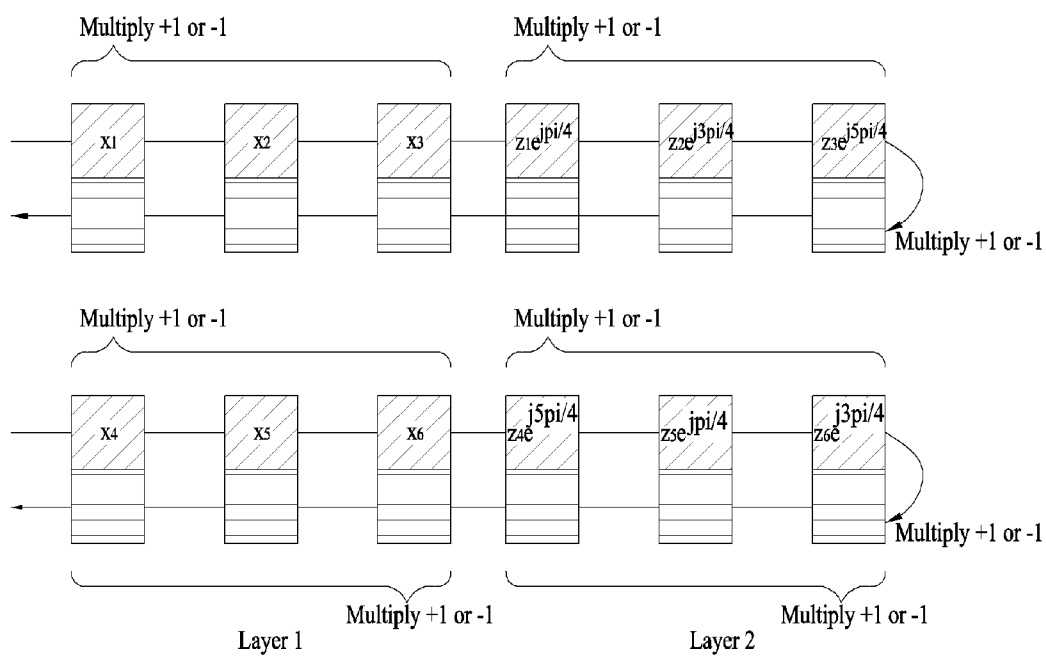 Multiply +1 or -1 Multiply +1 or -1
x1 x2 x3 z1e^jpi/4 z2e^j3pi/4 z3e^j5pi/4
Multiply +1 or -1
Multiply +1 or -1 Multiply +1 or -1
x4 x5 x6 z4e^j5pi/4 z5e^jpi/4 z6e^j3pi/4
Multiply +1 or -1
Multiply +1 or -1 Multiply +1 or -1
Layer 1 Layer 2